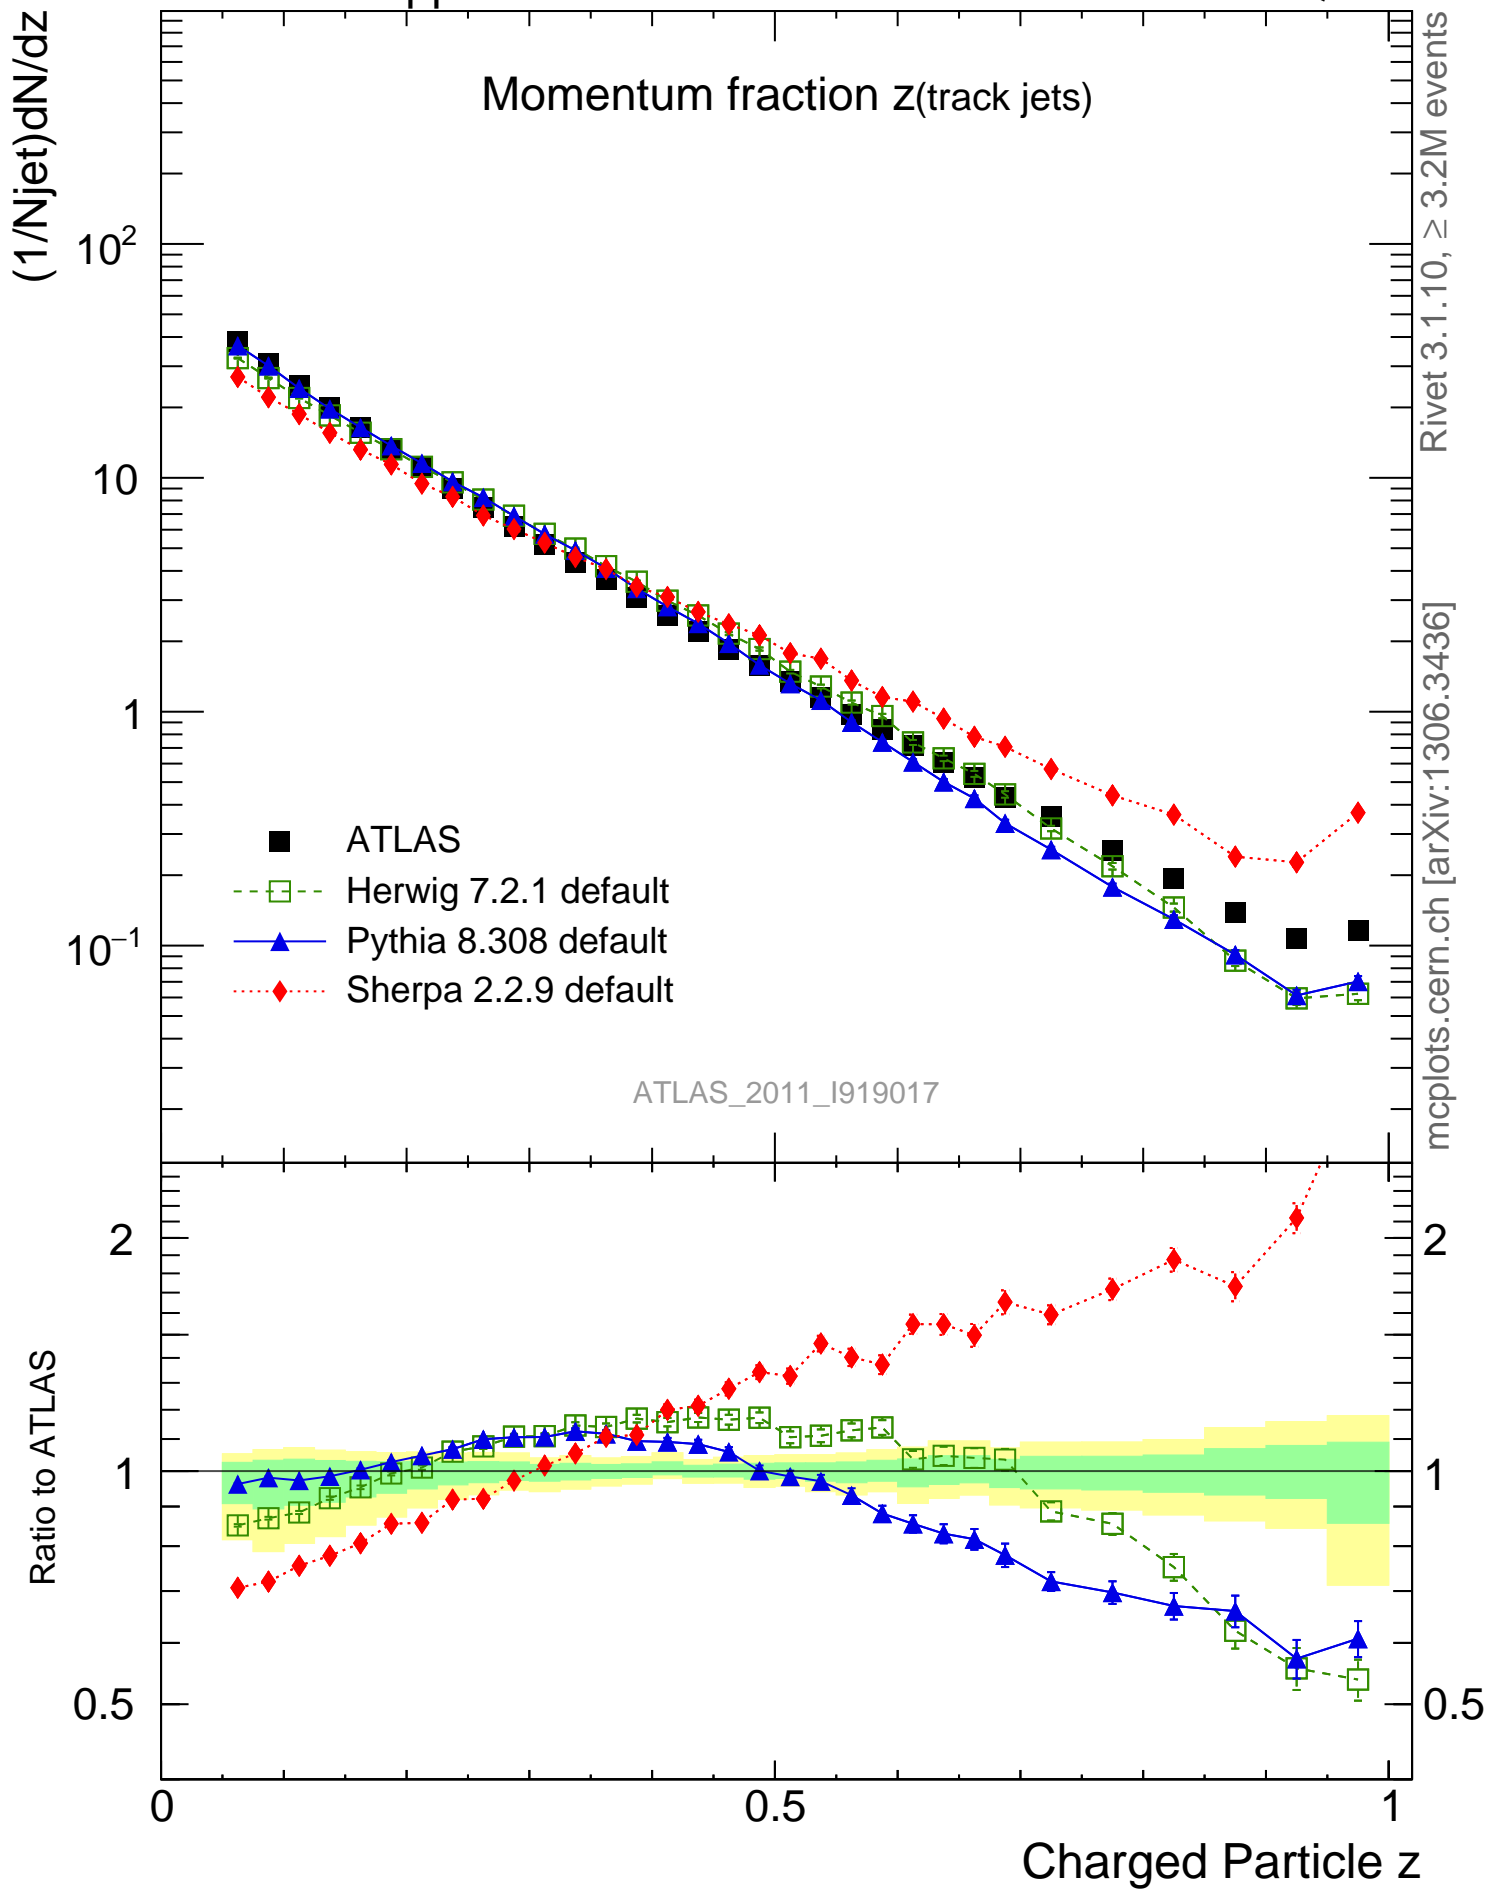 (1/Njet)dN/dz
Momentum fraction z(track jets)
10²
10
1
10⁻¹
ATLAS
Herwig 7.2.1 default
Pythia 8.308 default
Sherpa 2.2.9 default
ATLAS_2011_I919017
Rivet 3.1.10, ≥ 3.2M events
mcplots.cern.ch [arXiv:1306.3436]
Ratio to ATLAS
2
1
0.5
2
1
0.5
0
0.5
1
Charged Particle z